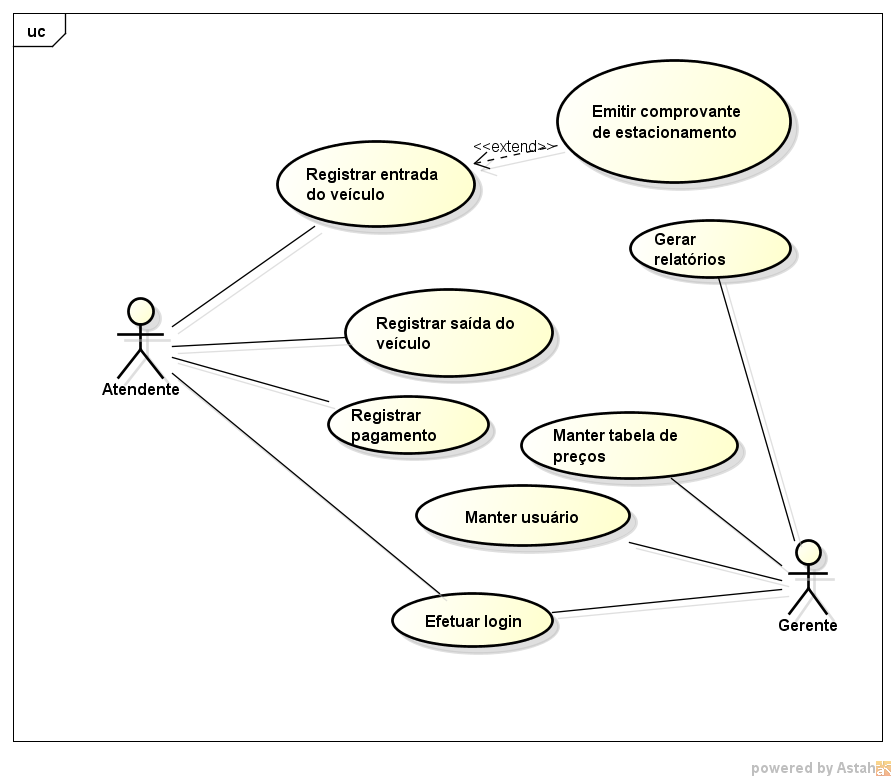 uc
Emitir comprovante
de estacionamento
<<extend>>
Registrar entrada
do veículo
Gerar
relatórios
Registrar saída do
veículo
Atendente
Registrar
pagamento
Manter tabela de
preços
Manter usuário
Efetuar login
Gerente
powered by Astah